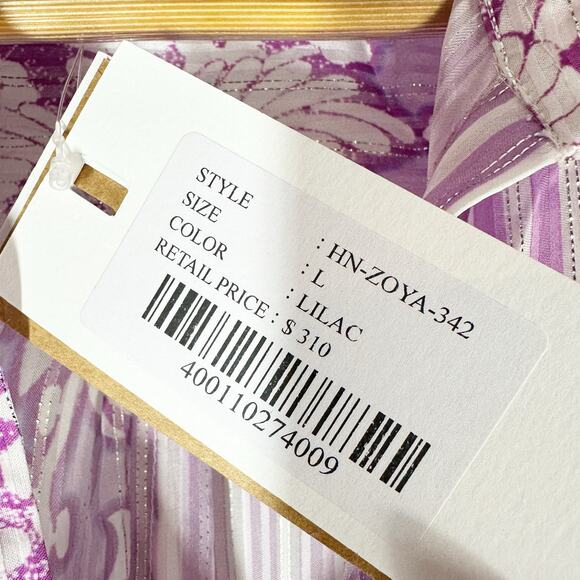 STYLE : HN-ZOYA-342
SIZE : L
COLOR : LILAC
RETAIL PRICE : $ 310
400110274009